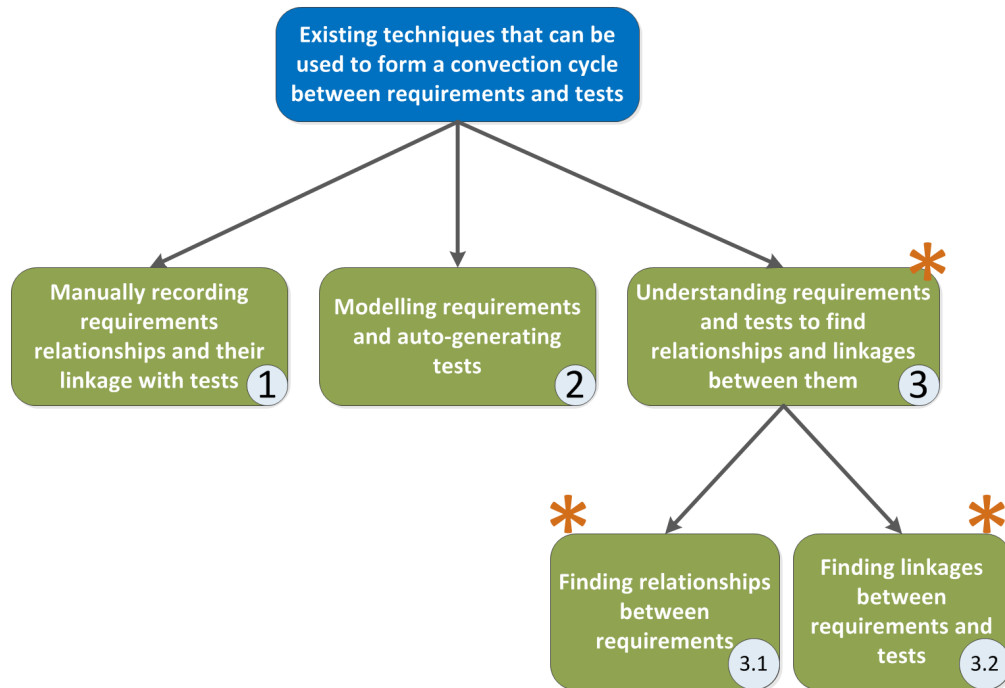 Existing techniques that can be
used to form a convection cycle
between requirements and tests
Manually recording
requirements
relationships and their
linkage with tests
1
Modelling requirements
and auto-generating
tests
2
Understanding requirements
and tests to find
relationships and linkages
between them
3
Finding relationships
between
requirements
3.1
Finding linkages
between
requirements and
tests
3.2